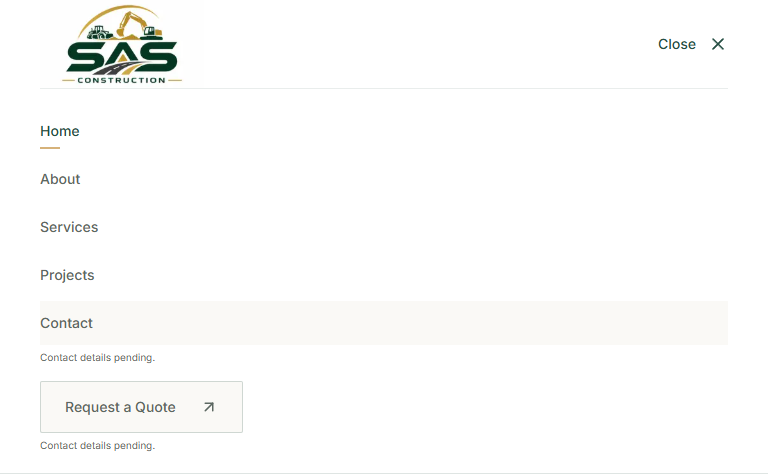 SAS
CONSTRUCTION
Close
Home
About
Services
Projects
Contact
Contact details pending.
Request a Quote
Contact details pending.